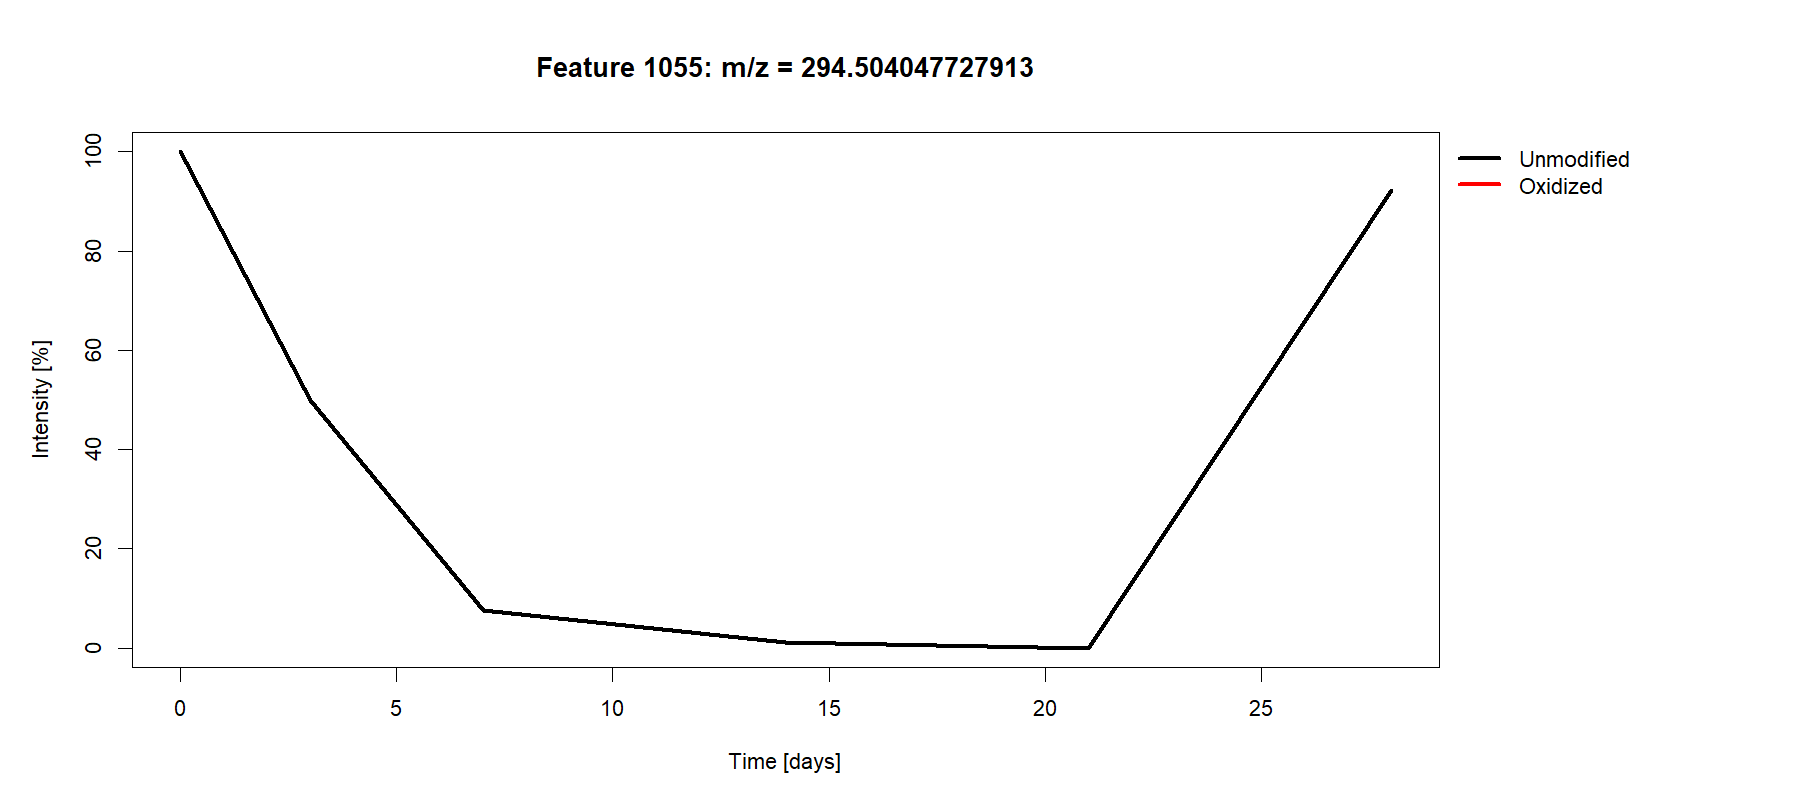 Feature 1055: m/z = 294.504047727913
Unmodified
Oxidized
Intensity [%]
100
80
60
40
20
0
0 5 10 15 20 25
Time [days]